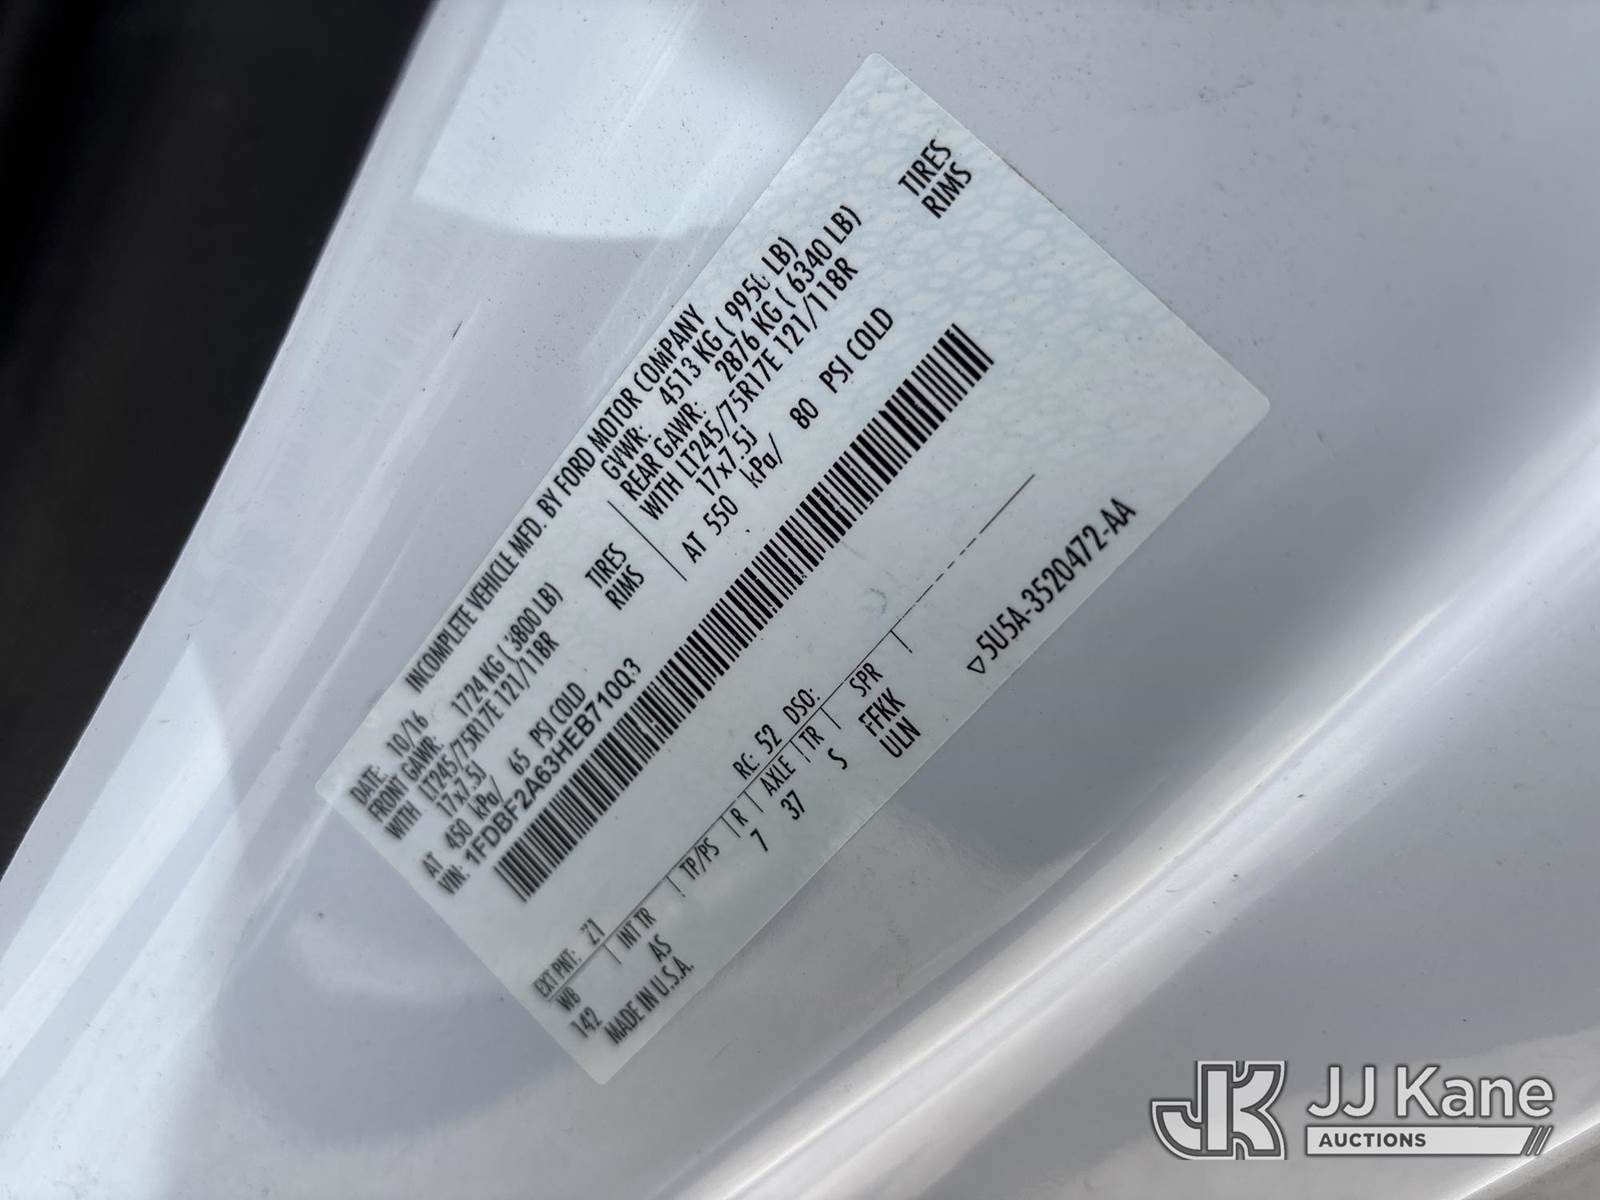 INCOMPLETE VEHICLE MFD. BY FORD MOTOR COMPANY
DATE: 10/16 GVWR: 4513 KG ( 9950 LB)
FRONT GAWR: 1724 KG ( 3800 LB) REAR GAWR: 2876 KG ( 6340 LB)
WITH LT245/75R17E 121/118R TIRES WITH LT245/75R17E 121/118R TIRES
17x7.5J RIMS 17x7.5J RIMS
AT 450 kPa/ 65 PSI COLD AT 550 kPa/ 80 PSI COLD
VIN: 1FDBF2A63HEB71003
EXT PNT: Z1 RC: 52 DSO:
WB INT TR TP/PS R AXLE TR SPR
142 AS 7 37 S FFKK
MADE IN U.S.A. ULN
▽5U5A-3520472-AA
JK JJ Kane
AUCTIONS